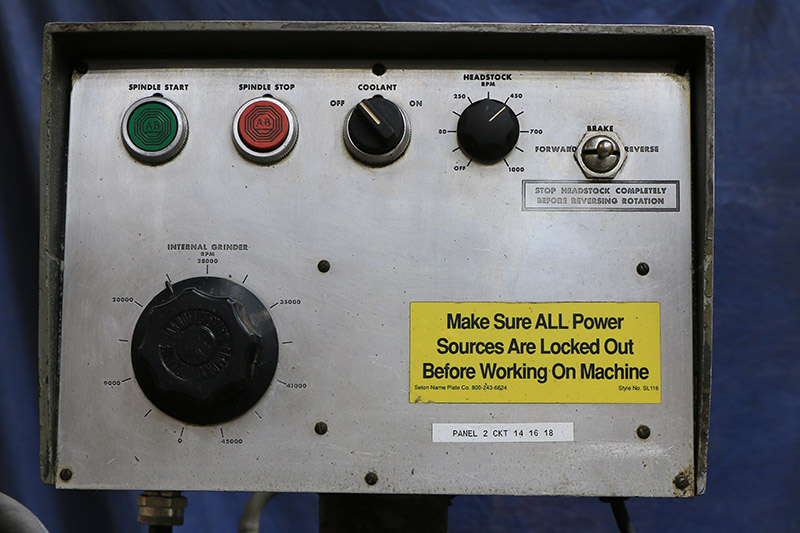 SPINDLE START
SPINDLE STOP
COOLANT
OFF
ON
HEADSTOCK
RPM
250
450
80
700
OFF
1000
BRAKE
FORWARD
REVERSE
STOP HEADSTOCK COMPLETELY
BEFORE REVERSING ROTATION
AB
AB
INTERNAL GRINDER
RPM
28000
20000
35000
9000
41000
0
45000
Make Sure ALL Power
Sources Are Locked Out
Before Working On Machine
Seton Name Plate Co. 800-243-6624
Style No. SL116
PANEL 2 CKT 14 16 18